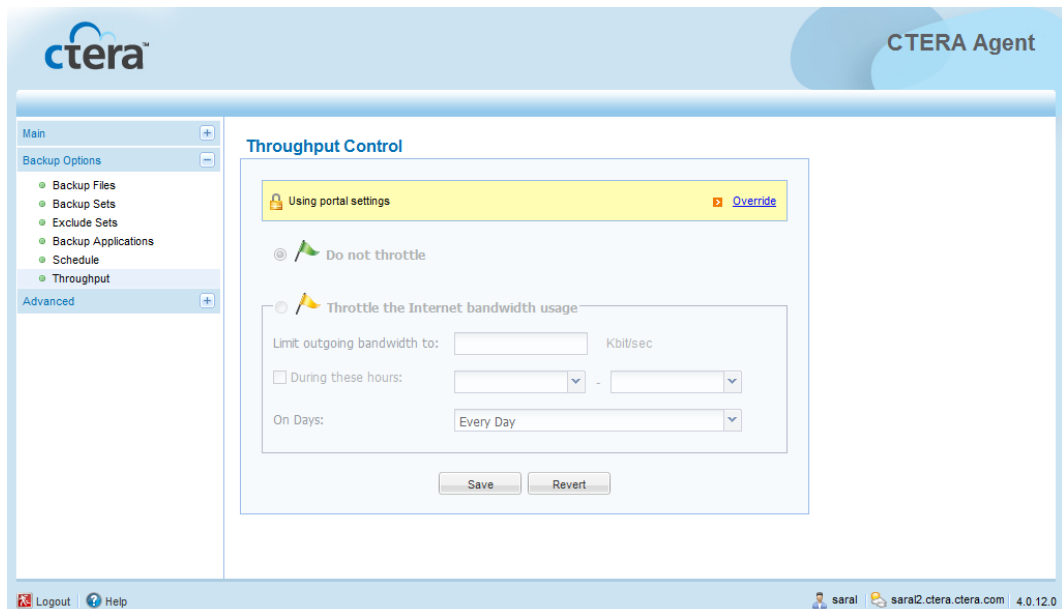 ctera™
CTERA Agent
Main
Backup Options
Backup Files
Backup Sets
Exclude Sets
Backup Applications
Schedule
Throughput
Advanced
Throughput Control
Using portal settings
Override
Do not throttle
Throttle the Internet bandwidth usage
Limit outgoing bandwidth to:
Kbit/sec
During these hours:
-
On Days:
Every Day
Save
Revert
Logout
Help
saral
saral2.ctera.ctera.com
4.0.12.0